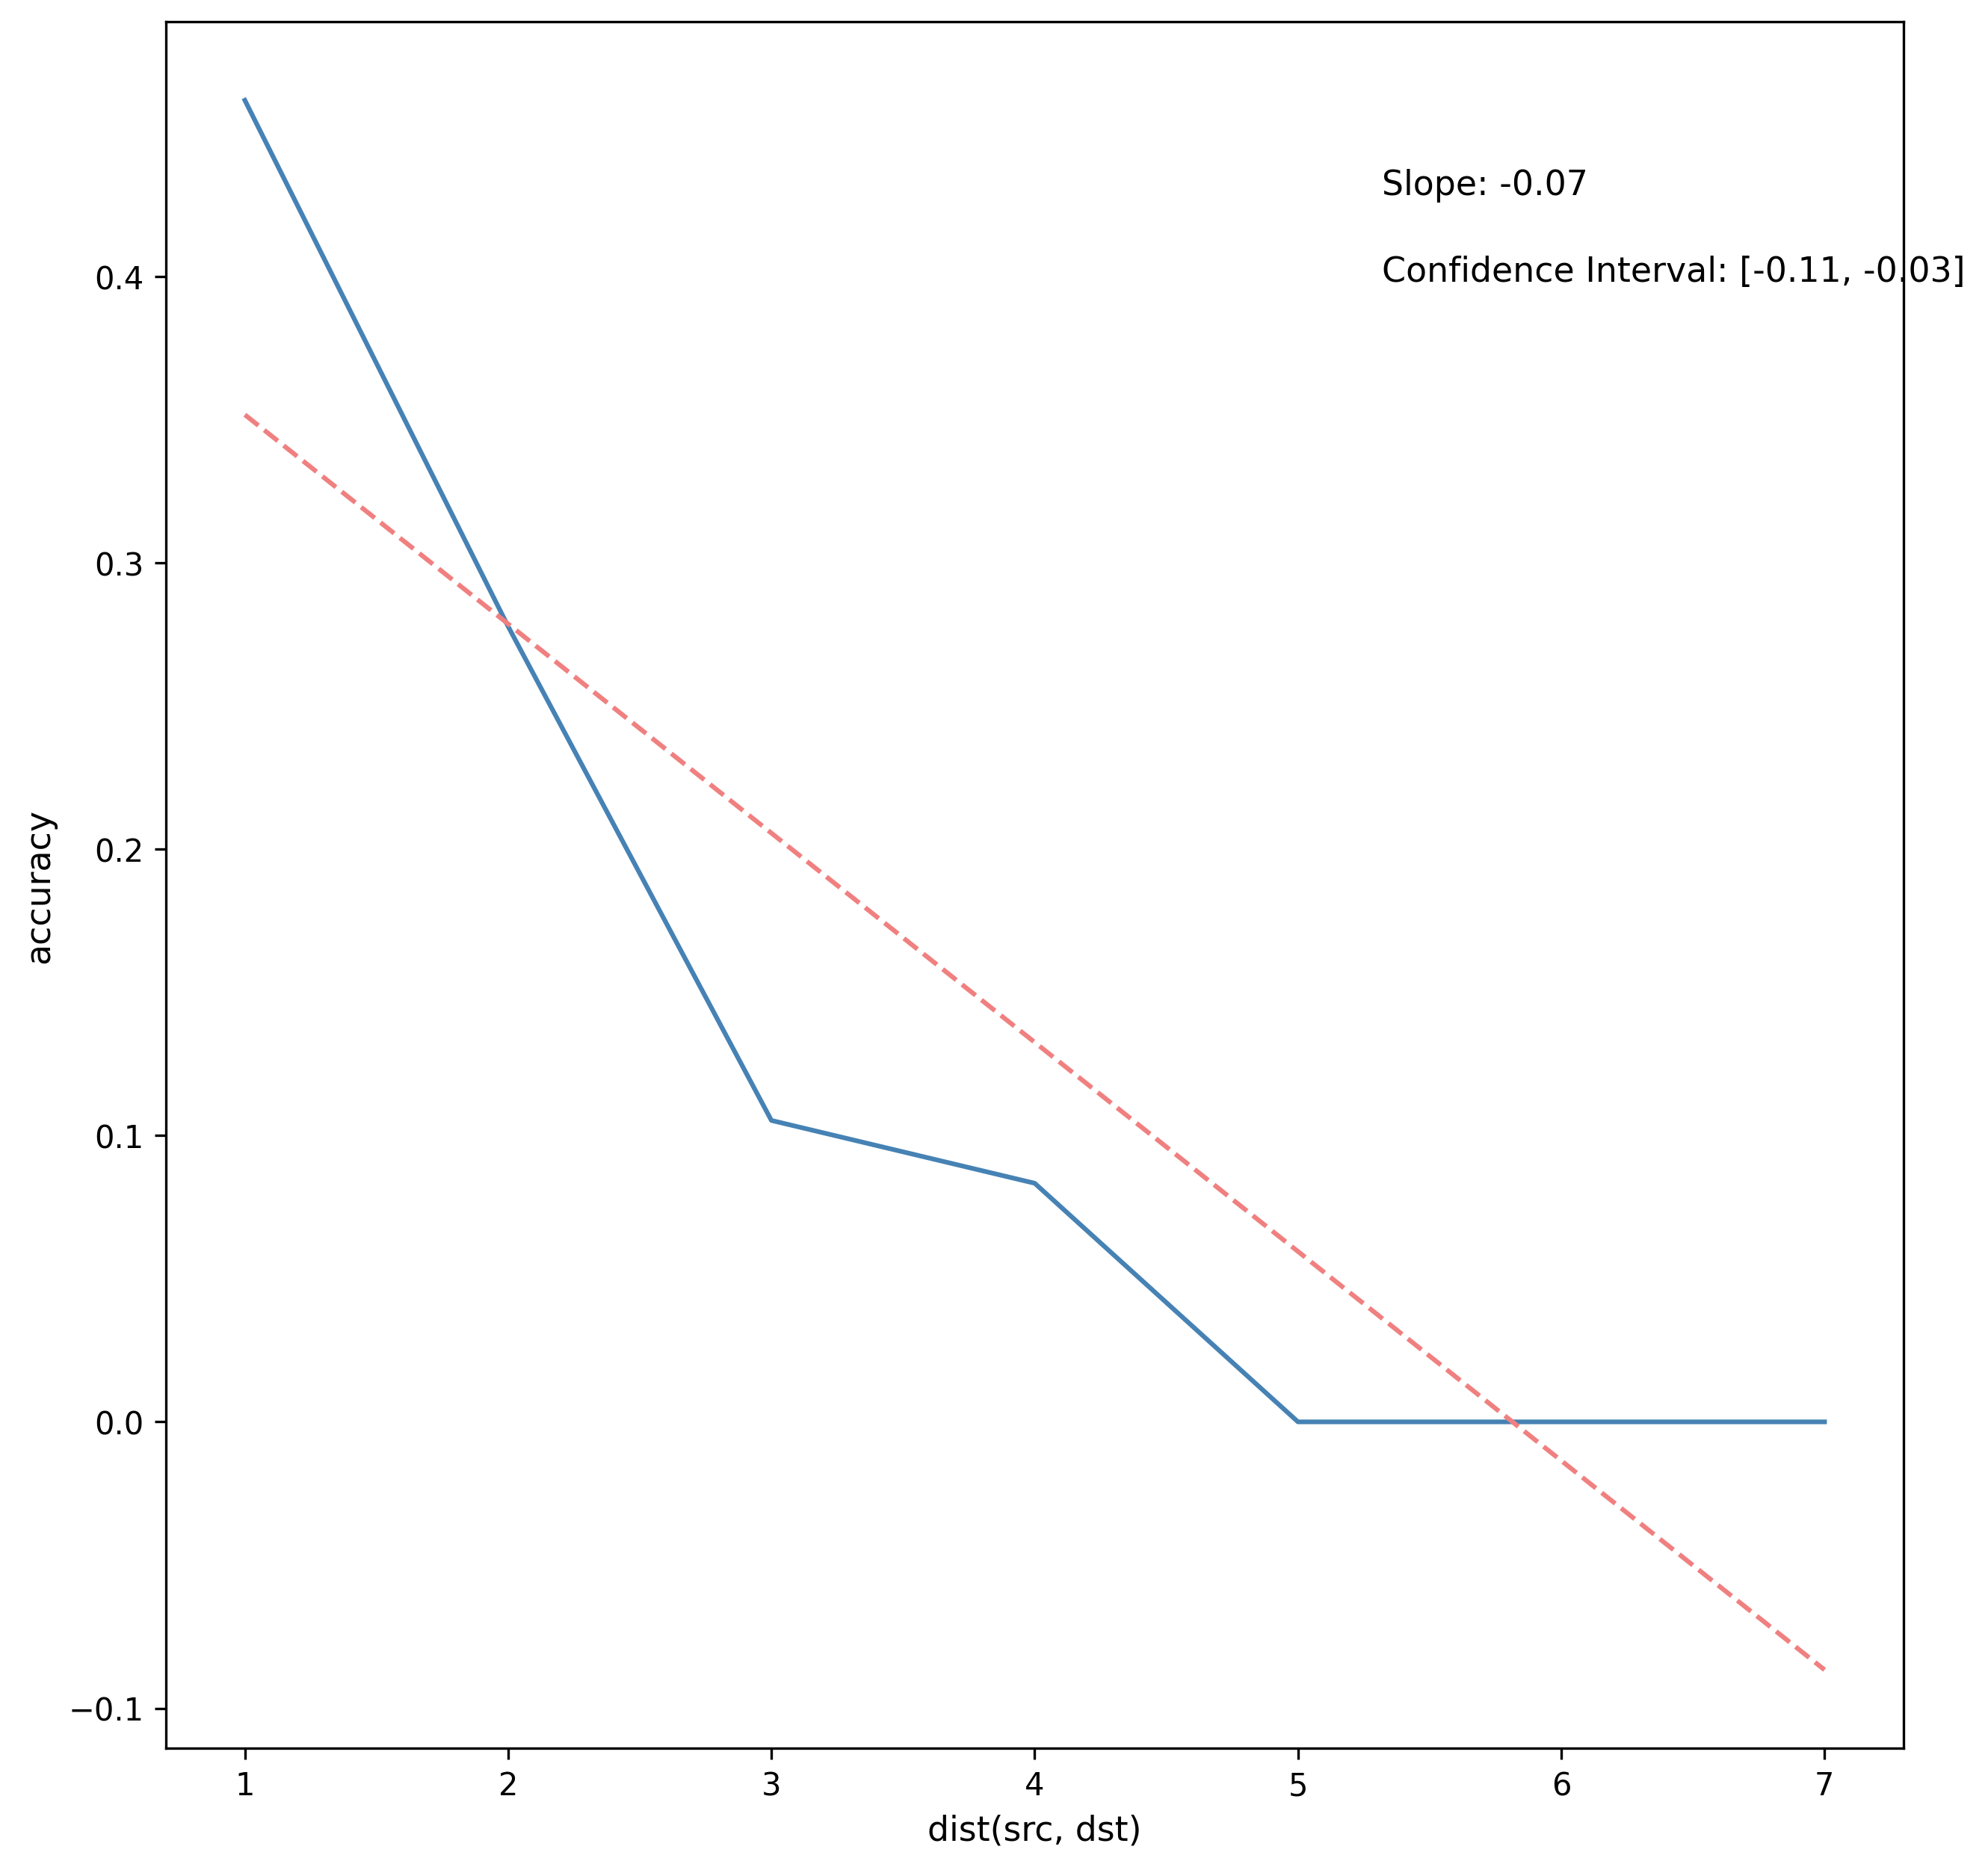 Slope: -0.07
Confidence Interval: [-0.11, -0.03]
0.4
0.3
0.2
0.1
0.0
−0.1
accuracy
1 2 3 4 5 6 7
dist(src, dst)